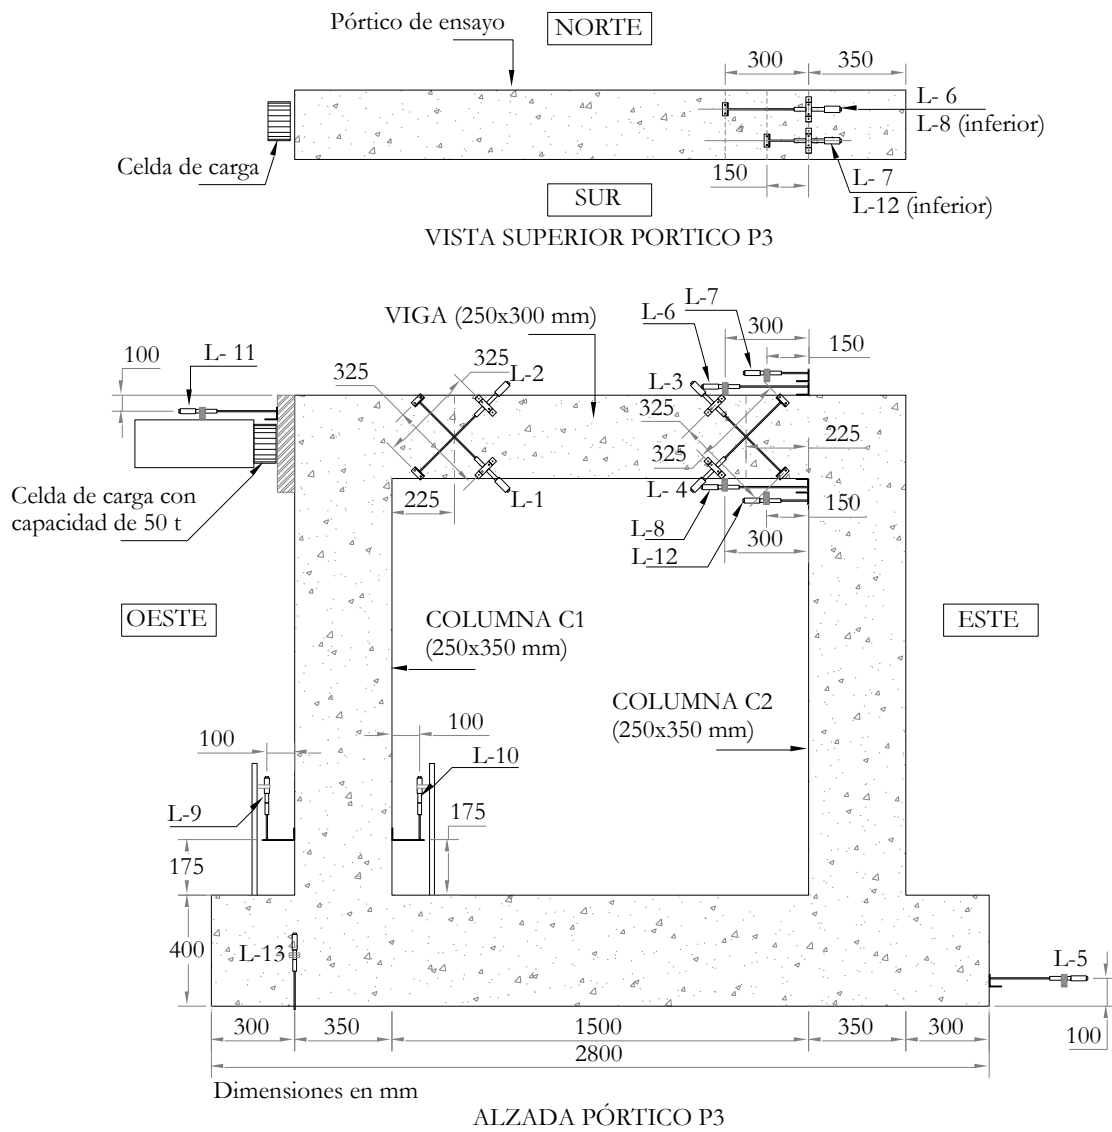 Pórtico de ensayo
NORTE
300
350
L- 6
L-8 (inferior)
Celda de carga
150
L- 7
L-12 (inferior)
SUR
VISTA SUPERIOR PORTICO P3
L-7
VIGA (250x300 mm)
L-6
300
100
L- 11
325
L-2
L-3
150
325
325
225
325
Celda de carga con
capacidad de 50 t
225
L-1
L- 4
150
L-8
300
L-12
OESTE
COLUMNA C1
(250x350 mm)
ESTE
COLUMNA C2
(250x350 mm)
100
100
L-10
L-9
175
175
400
L-13
L-5
300
350
1500
350
300
100
2800
Dimensiones en mm
ALZADA PÓRTICO P3